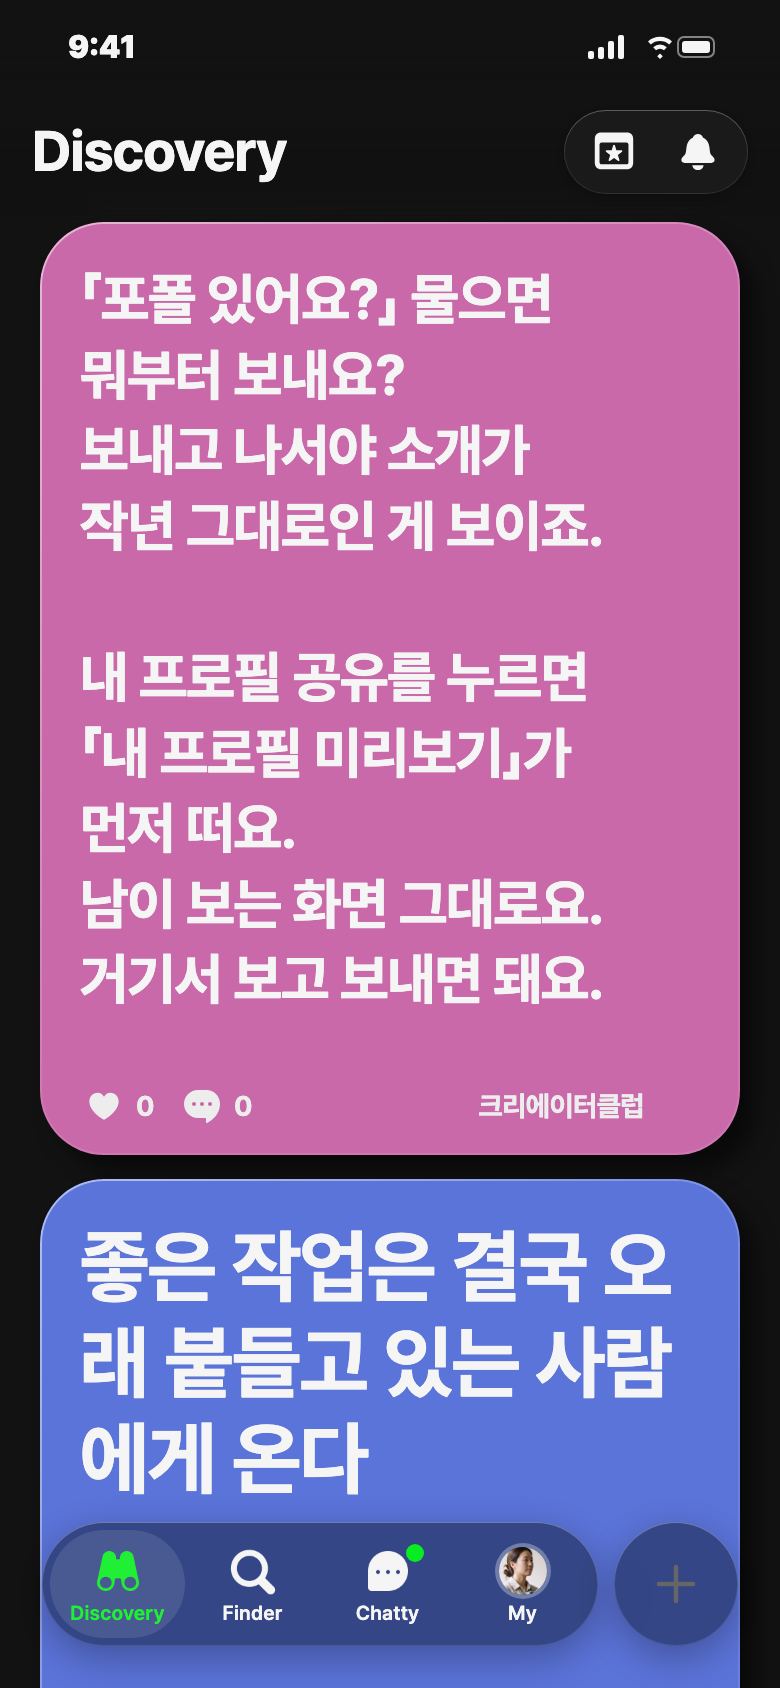 9:41
Discovery
「포폴 있어요?」 물으면
뭐부터 보내요?
보내고 나서야 소개가
작년 그대로인 게 보이죠.
내 프로필 공유를 누르면
「내 프로필 미리보기」가
먼저 떠요.
남이 보는 화면 그대로요.
거기서 보고 보내면 돼요.
0 0 크리에이터클럽
좋은 작업은 결국 오
래 붙들고 있는 사람
에게 온다
Discovery Finder Chatty My